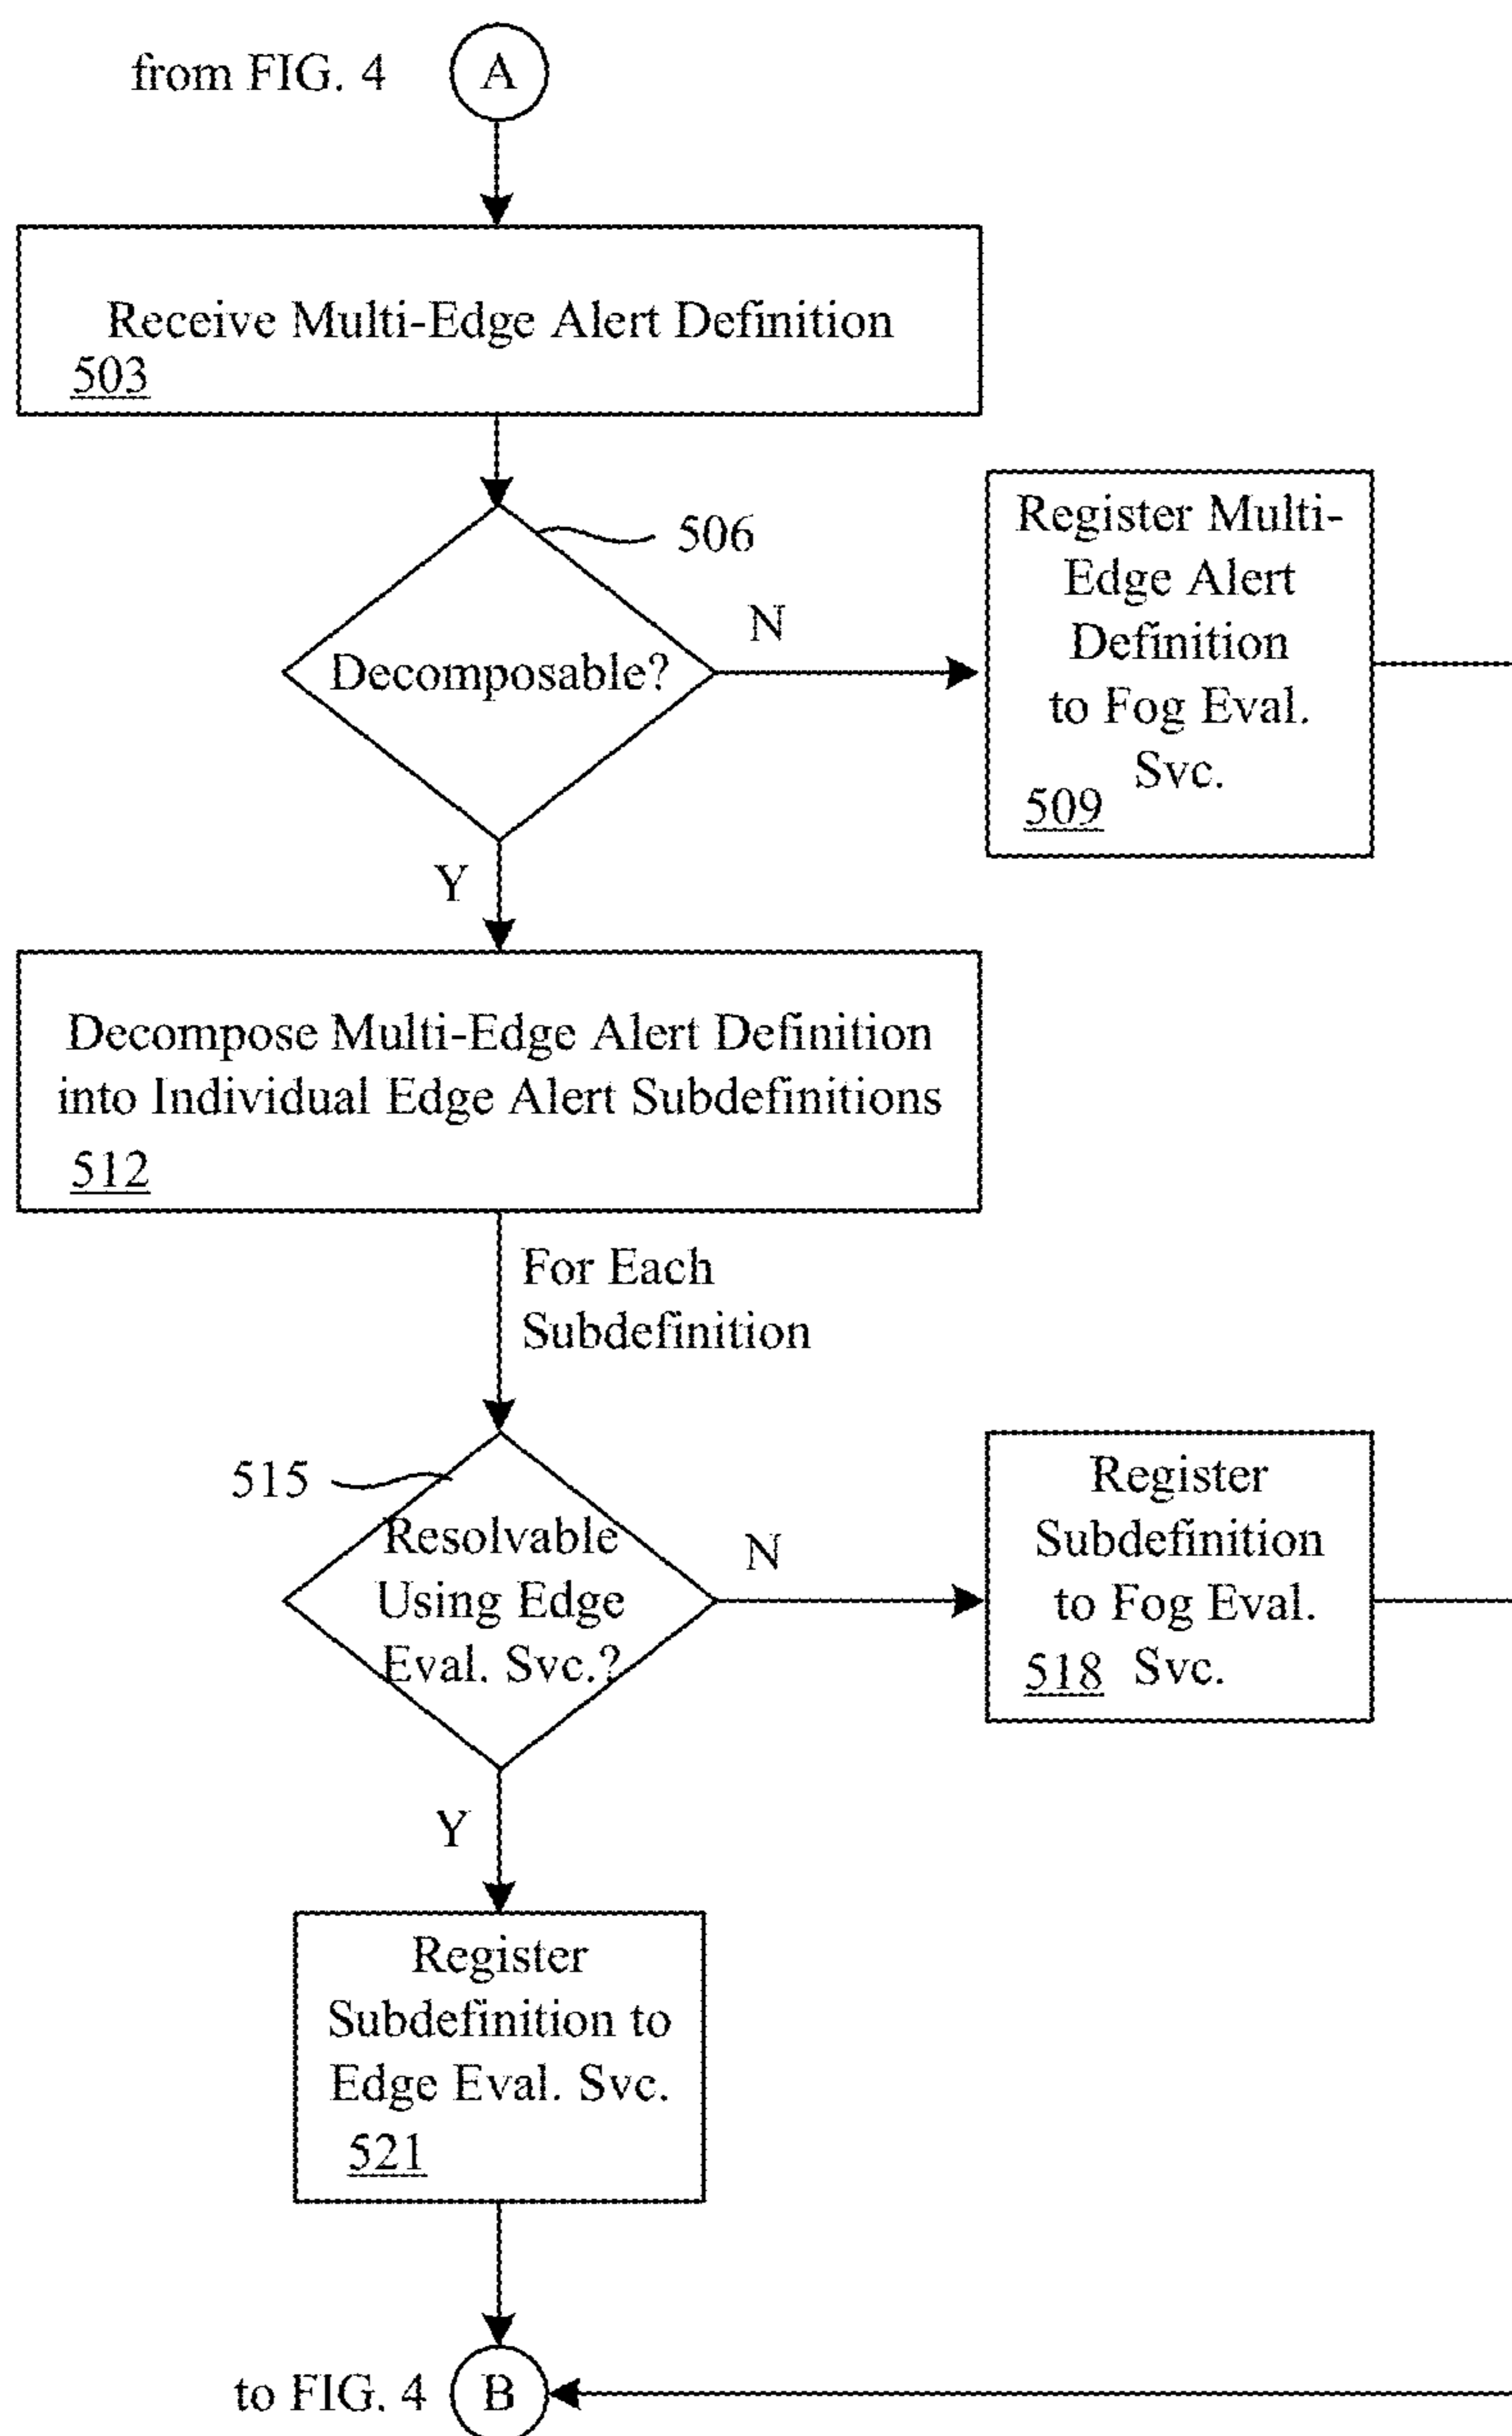 from FIG. 4
A
Receive Multi-Edge Alert Definition
503
506
Decomposable?
N
Register Multi-
Edge Alert
Definition
to Fog Eval.
Svc.
509
Y
Decompose Multi-Edge Alert Definition
into Individual Edge Alert Subdefinitions
512
For Each
Subdefinition
515
Resolvable
Using Edge
Eval. Svc.?
N
Register
Subdefinition
to Fog Eval.
518 Svc.
Y
Register
Subdefinition to
Edge Eval. Svc.
521
to FIG. 4
B